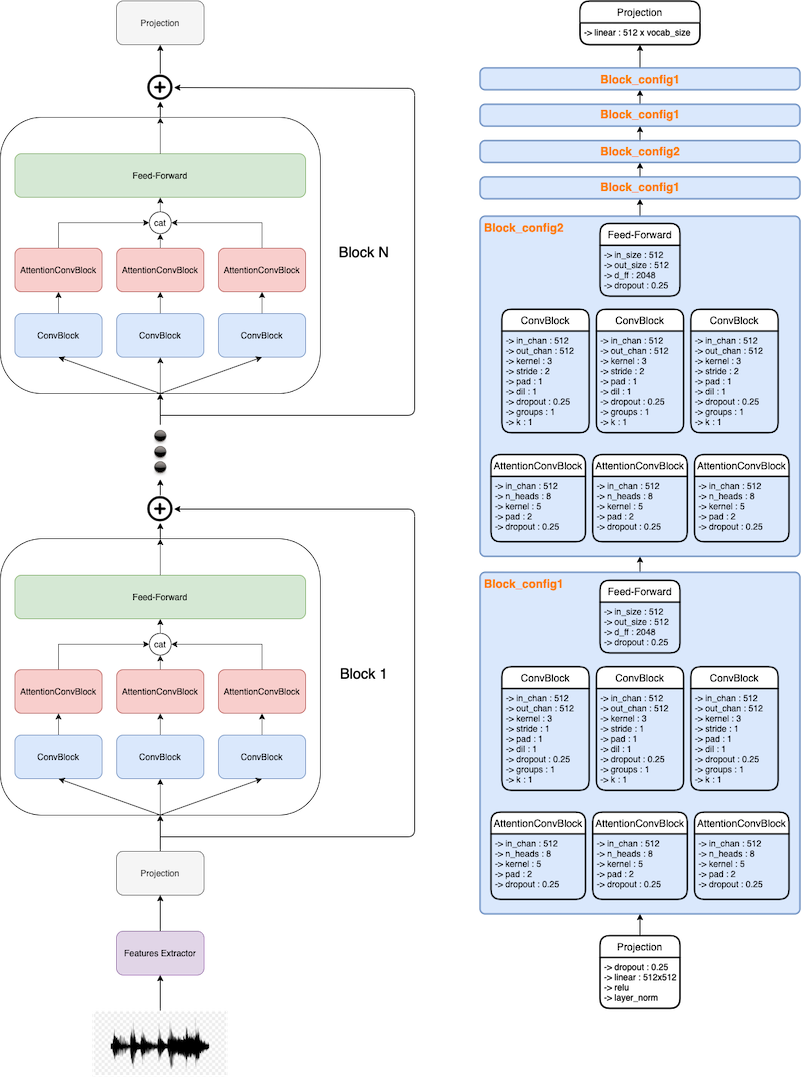 Projection
Feed-Forward
cat
AttentionConvBlock
AttentionConvBlock
AttentionConvBlock
ConvBlock
ConvBlock
ConvBlock
Block N
Feed-Forward
cat
AttentionConvBlock
AttentionConvBlock
AttentionConvBlock
ConvBlock
ConvBlock
ConvBlock
Block 1
Projection
Features Extractor
Projection
-> linear : 512 x vocab_size
Block_config1
Block_config1
Block_config2
Block_config1
Block_config2
Feed-Forward
-> in_size : 512
-> out_size : 512
-> d_ff : 2048
-> dropout : 0.25
ConvBlock
-> in_chan : 512
-> out_chan : 512
-> kernel : 3
-> stride : 2
-> pad : 1
-> dil : 1
-> dropout : 0.25
-> groups : 1
-> k : 1
ConvBlock
-> in_chan : 512
-> out_chan : 512
-> kernel : 3
-> stride : 2
-> pad : 1
-> dil : 1
-> dropout : 0.25
-> groups : 1
-> k : 1
ConvBlock
-> in_chan : 512
-> out_chan : 512
-> kernel : 3
-> stride : 2
-> pad : 1
-> dil : 1
-> dropout : 0.25
-> groups : 1
-> k : 1
AttentionConvBlock
-> in_chan : 512
-> n_heads : 8
-> kernel : 5
-> pad : 2
-> dropout : 0.25
AttentionConvBlock
-> in_chan : 512
-> n_heads : 8
-> kernel : 5
-> pad : 2
-> dropout : 0.25
AttentionConvBlock
-> in_chan : 512
-> n_heads : 8
-> kernel : 5
-> pad : 2
-> dropout : 0.25
Block_config1
Feed-Forward
-> in_size : 512
-> out_size : 512
-> d_ff : 2048
-> dropout : 0.25
ConvBlock
-> in_chan : 512
-> out_chan : 512
-> kernel : 3
-> stride : 1
-> pad : 1
-> dil : 1
-> dropout : 0.25
-> groups : 1
-> k : 1
ConvBlock
-> in_chan : 512
-> out_chan : 512
-> kernel : 3
-> stride : 1
-> pad : 1
-> dil : 1
-> dropout : 0.25
-> groups : 1
-> k : 1
ConvBlock
-> in_chan : 512
-> out_chan : 512
-> kernel : 3
-> stride : 1
-> pad : 1
-> dil : 1
-> dropout : 0.25
-> groups : 1
-> k : 1
AttentionConvBlock
-> in_chan : 512
-> n_heads : 8
-> kernel : 5
-> pad : 2
-> dropout : 0.25
AttentionConvBlock
-> in_chan : 512
-> n_heads : 8
-> kernel : 5
-> pad : 2
-> dropout : 0.25
AttentionConvBlock
-> in_chan : 512
-> n_heads : 8
-> kernel : 5
-> pad : 2
-> dropout : 0.25
Projection
-> dropout : 0.25
-> linear : 512x512
-> relu
-> layer_norm